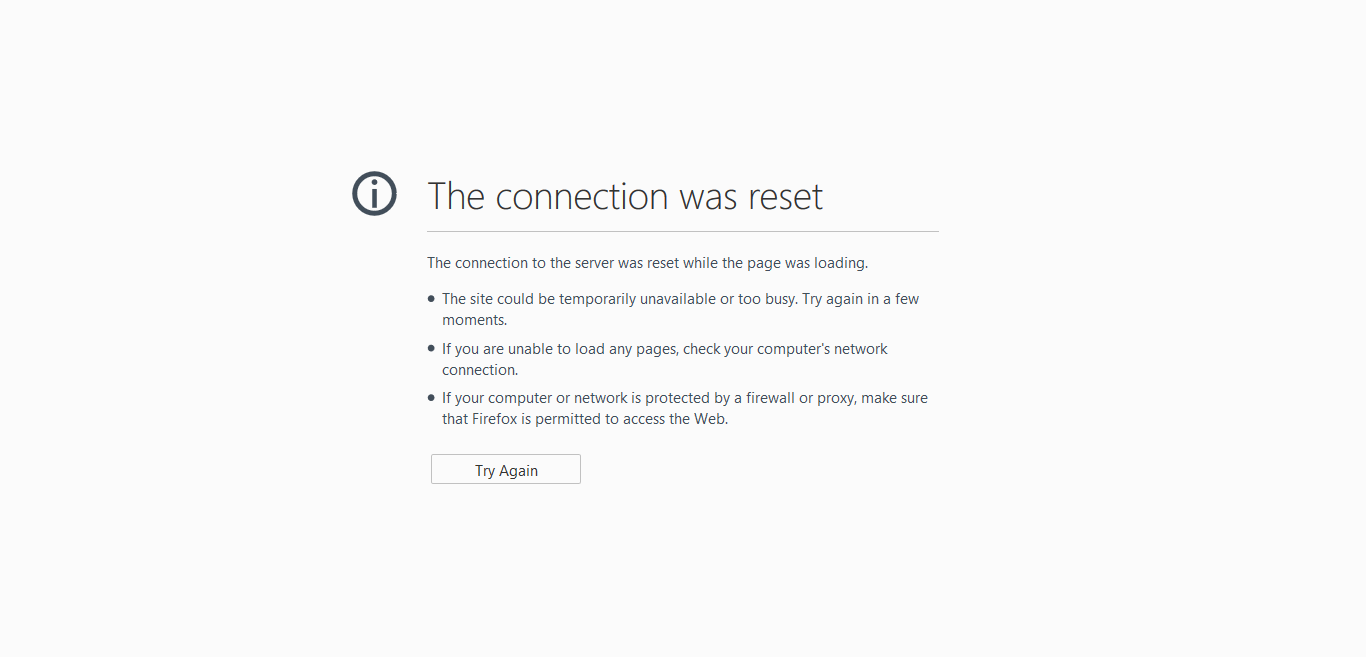 The connection was reset
The connection to the server was reset while the page was loading.
The site could be temporarily unavailable or too busy. Try again in a few
moments.
If you are unable to load any pages, check your computer's network
connection.
If your computer or network is protected by a firewall or proxy, make sure
that Firefox is permitted to access the Web.
Try Again